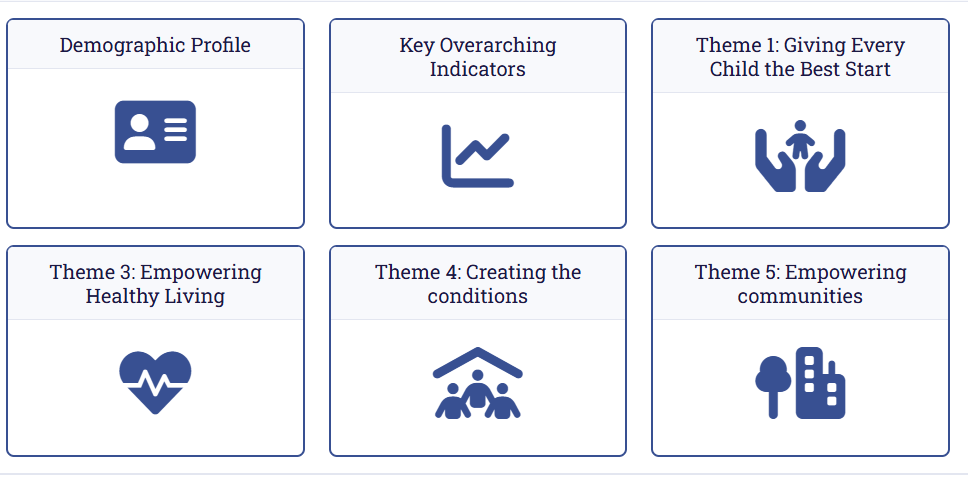 Demographic Profile
Key Overarching
Indicators
Theme 1: Giving Every
Child the Best Start
Theme 3: Empowering
Healthy Living
Theme 4: Creating the
conditions
Theme 5: Empowering
communities